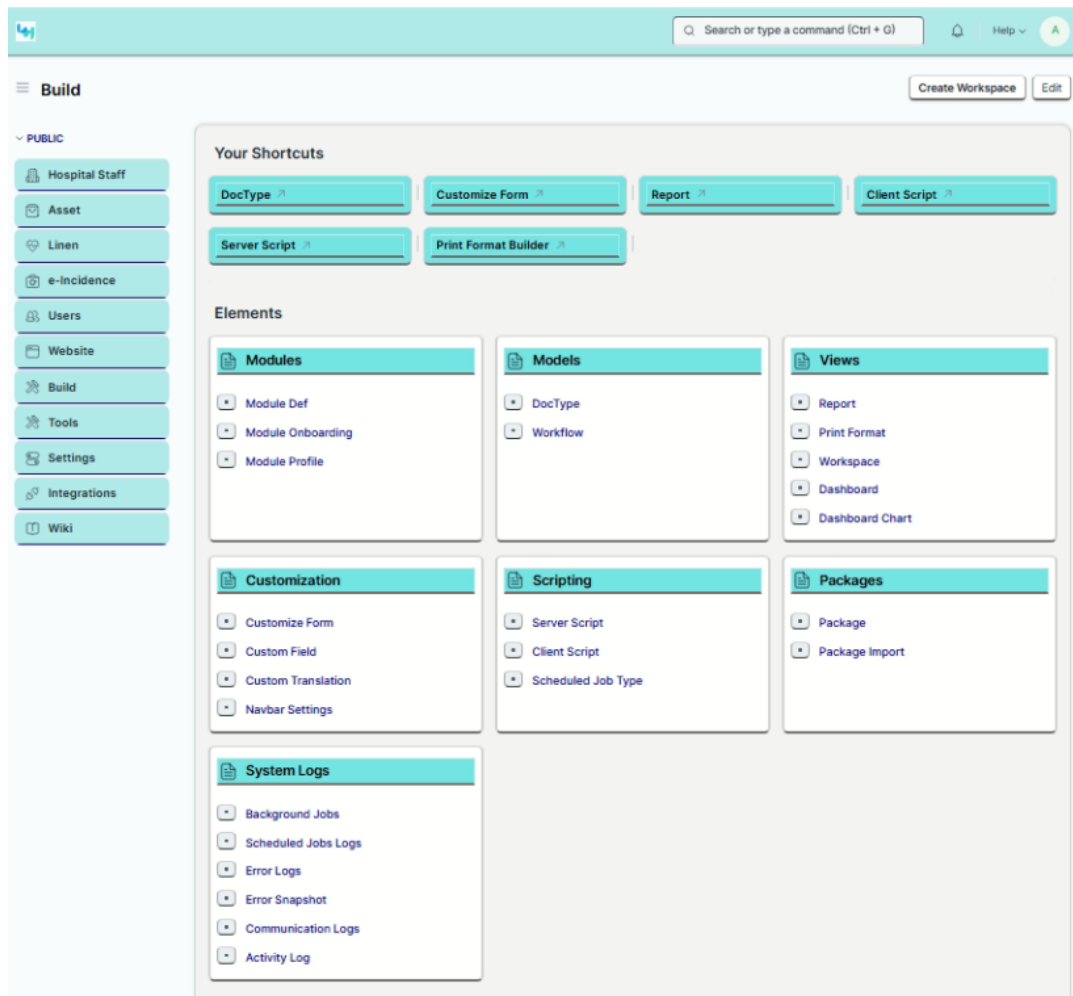 Search or type a command (Ctrl + G)
Help
A
Build
Create Workspace
Edit
PUBLIC
Hospital Staff
Asset
Linen
e-Incidence
Users
Website
Build
Tools
Settings
Integrations
Wiki
Your Shortcuts
DocType
Customize Form
Report
Client Script
Server Script
Print Format Builder
Elements
Modules
Module Def
Module Onboarding
Module Profile
Models
DocType
Workflow
Views
Report
Print Format
Workspace
Dashboard
Dashboard Chart
Customization
Customize Form
Custom Field
Custom Translation
Navbar Settings
Scripting
Server Script
Client Script
Scheduled Job Type
Packages
Package
Package Import
System Logs
Background Jobs
Scheduled Jobs Logs
Error Logs
Error Snapshot
Communication Logs
Activity Log